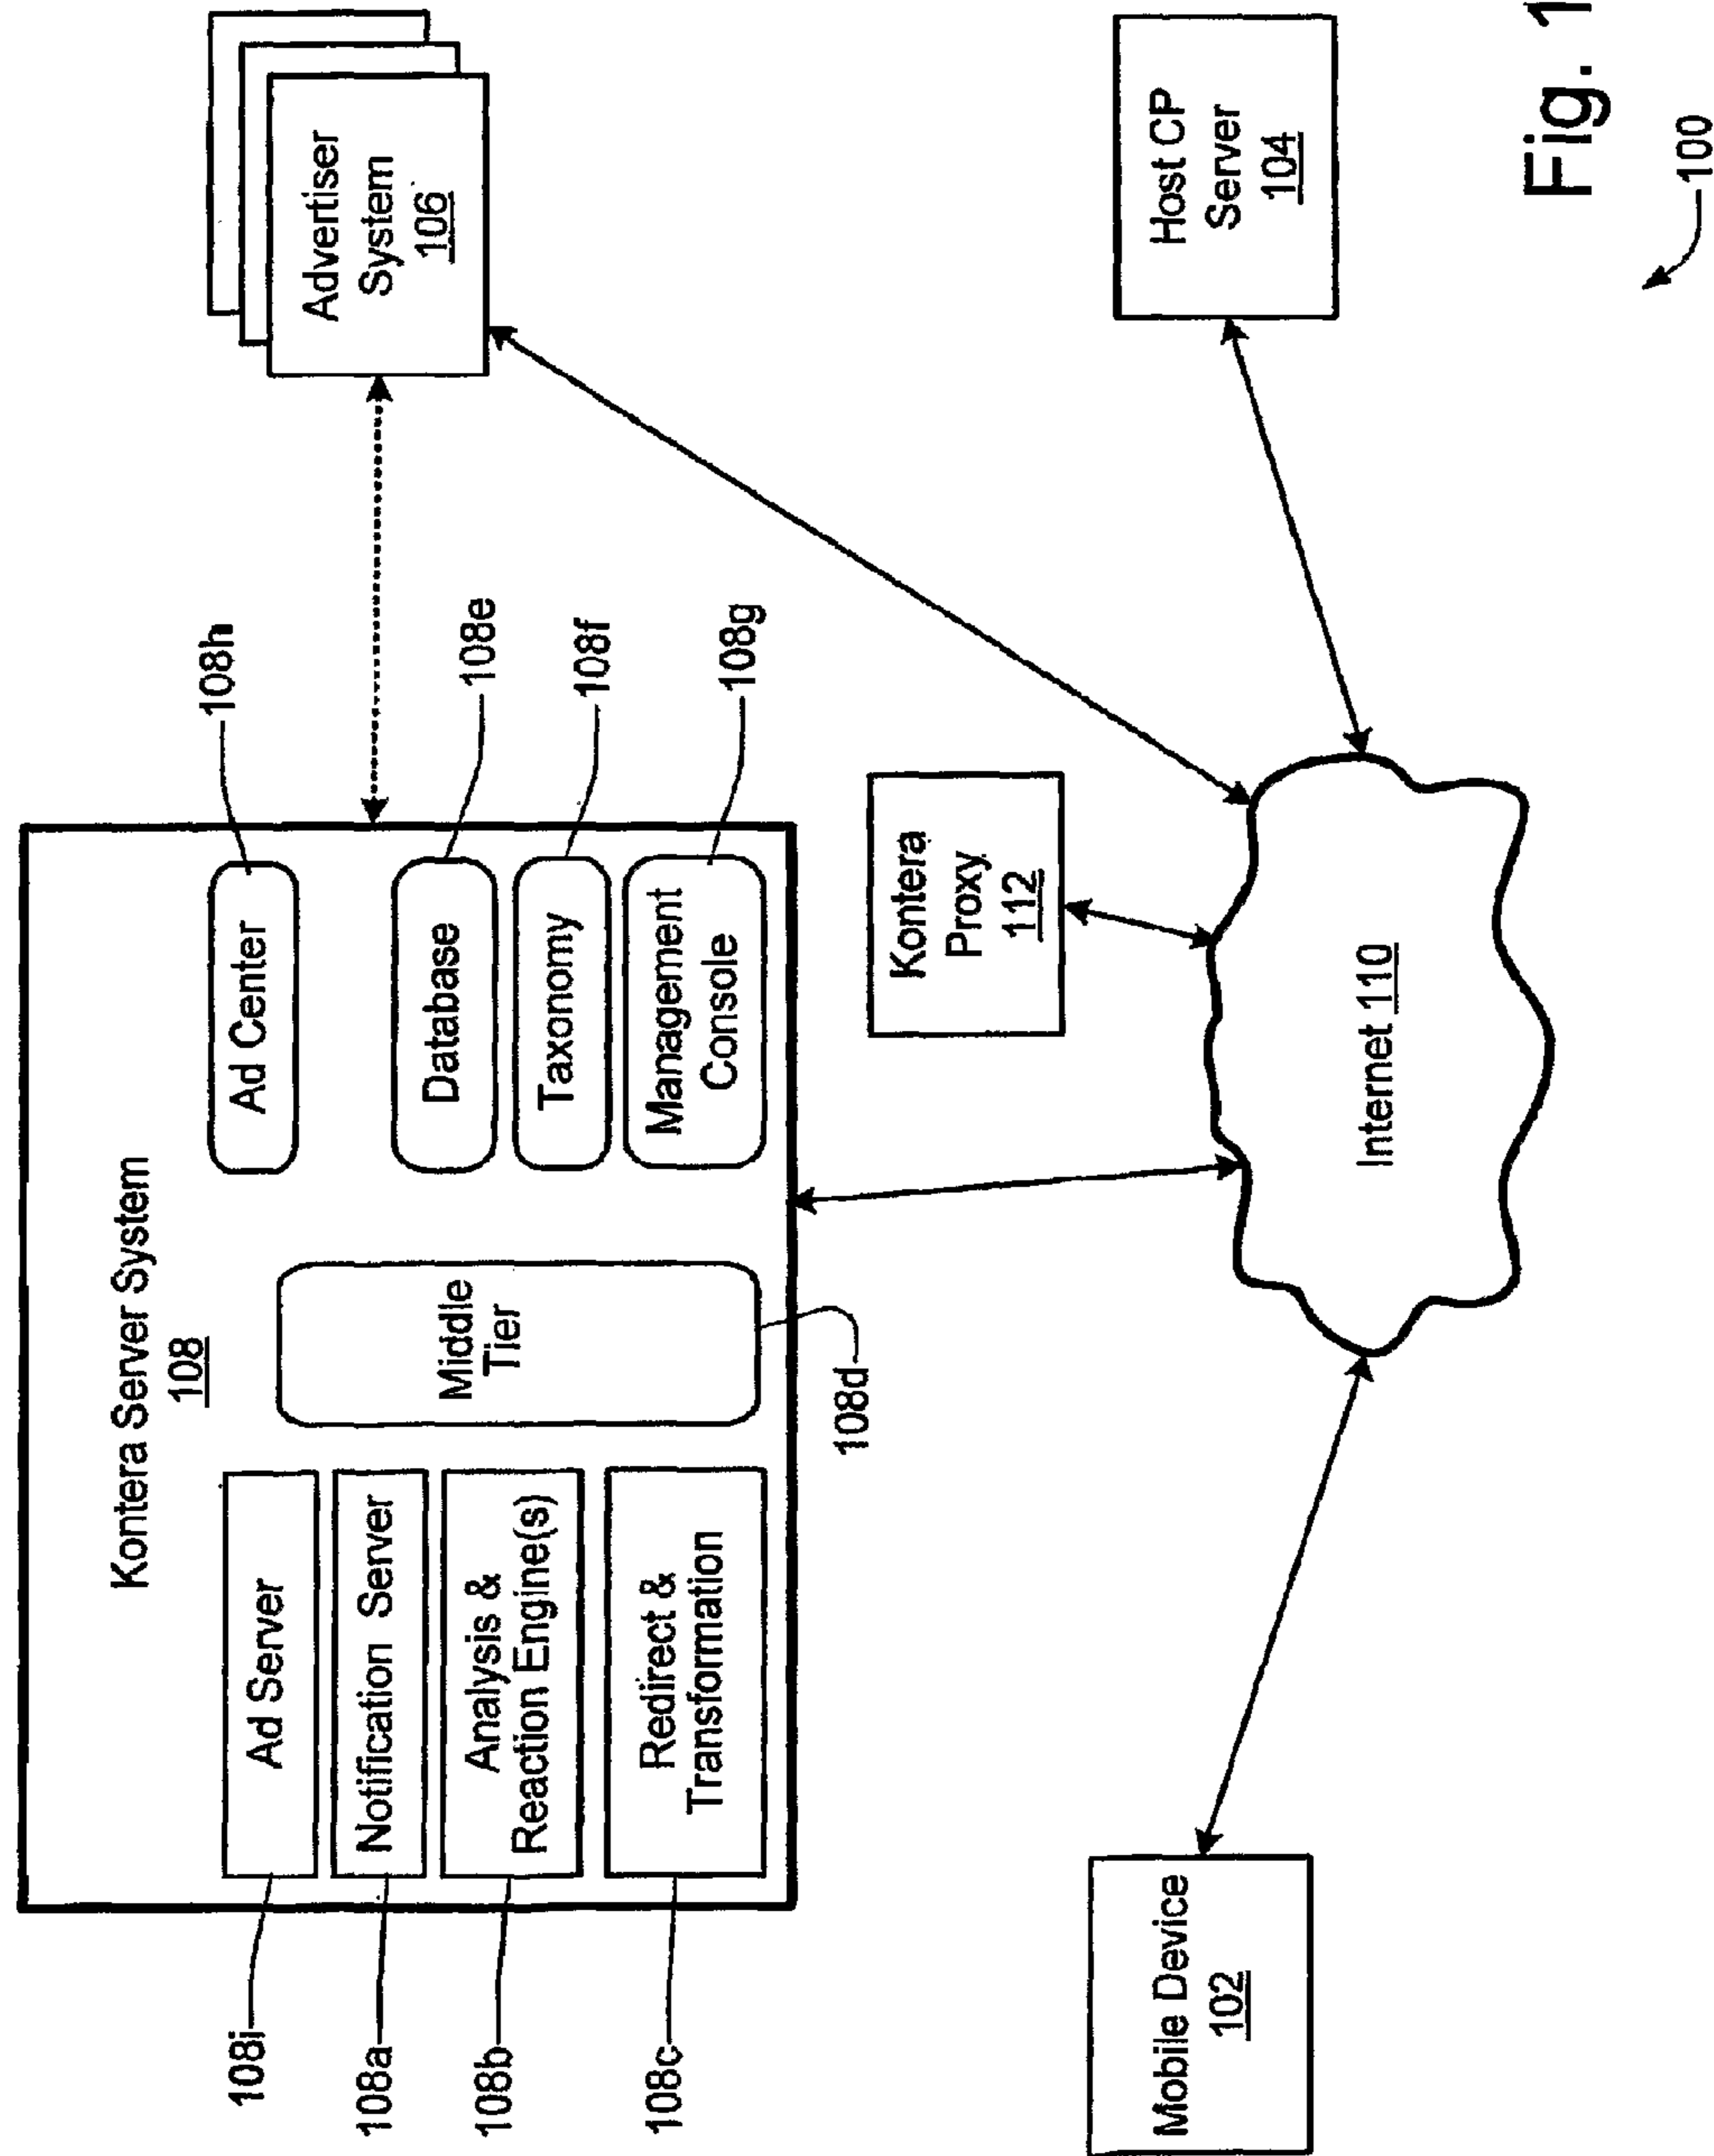 Kontera Server System
108
Ad Server
Notification Server
Analysis &
Reaction Engine(s)
Redirect &
Transformation
Middle
Tier
Ad Center
Database
Taxonomy
Management
Console
108i
108a
108b
108c
108d
108h
108e
108f
108g
Advertiser
System
106
Kontera
Proxy
112
Internet 110
Mobile Device
102
Host CP
Server
104
Fig. 1
100